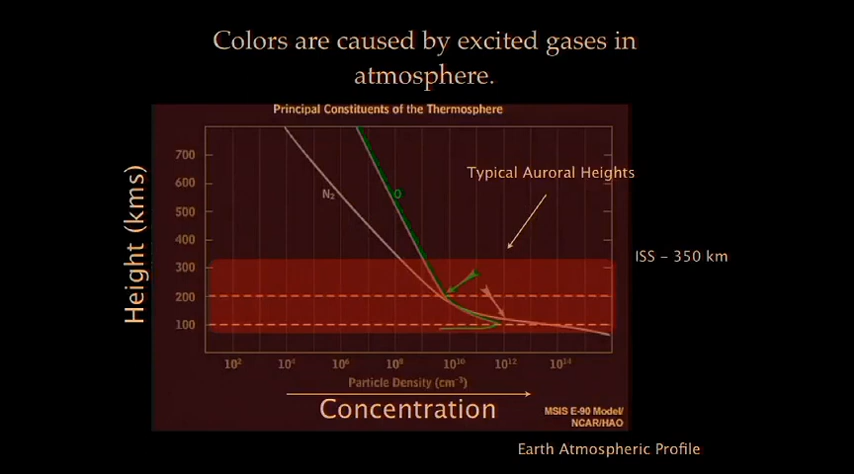 Colors are caused by excited gases in
atmosphere.
Principal Constituents of the Thermosphere
700
600
500
400
300
200
100
N₂
O
Typical Auroral Heights
Height (kms)
ISS – 350 km
10² 10⁴ 10⁶ 10⁸ 10¹⁰ 10¹² 10¹⁴
Particle Density (cm⁻³)
Concentration
MSIS E-90 Model/
NCAR/HAO
Earth Atmospheric Profile